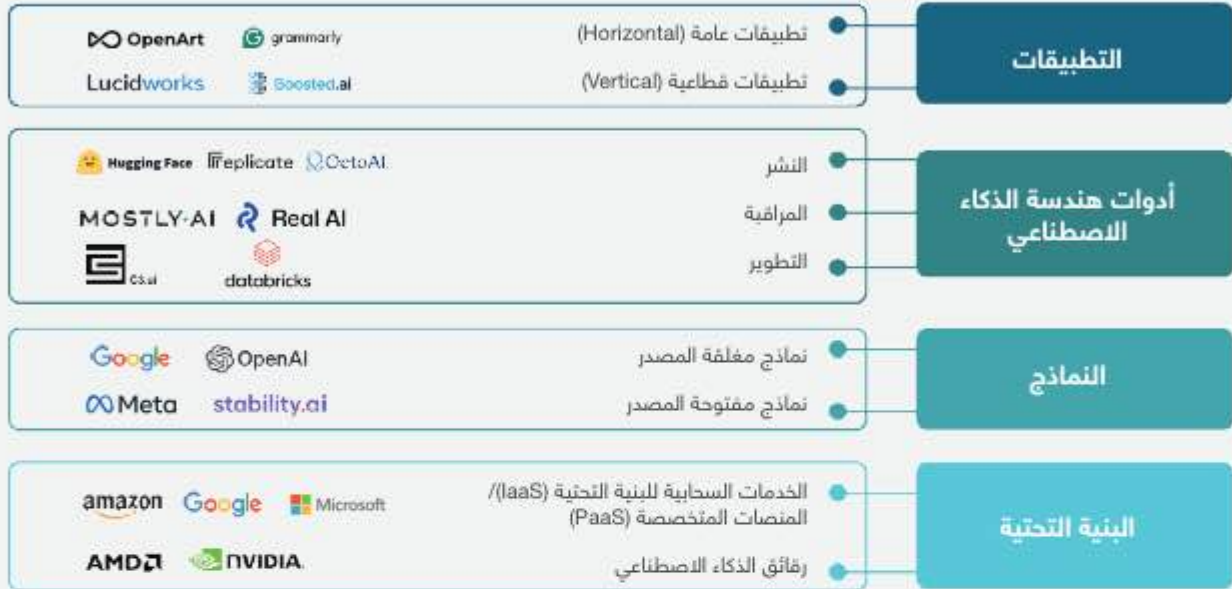 التطبيقات
تطبيقات عامة (Horizontal)
OpenArt grammarly
تطبيقات قطاعية (Vertical)
Lucidworks Boosted.ai
أدوات هندسة الذكاء
الاصطناعي
النشر
Hugging Face Replicate OctoAI
المراقبة
MOSTLY·AI Real AI
التطوير
C3.ai databricks
النماذج
نماذج مغلقة المصدر
Google OpenAI
نماذج مفتوحة المصدر
Meta stability.ai
البنية التحتية
الخدمات السحابية للبنية التحتية (IaaS)/
المنصات المتخصصة (PaaS)
amazon Google Microsoft
رقائق الذكاء الاصطناعي
AMD NVIDIA.